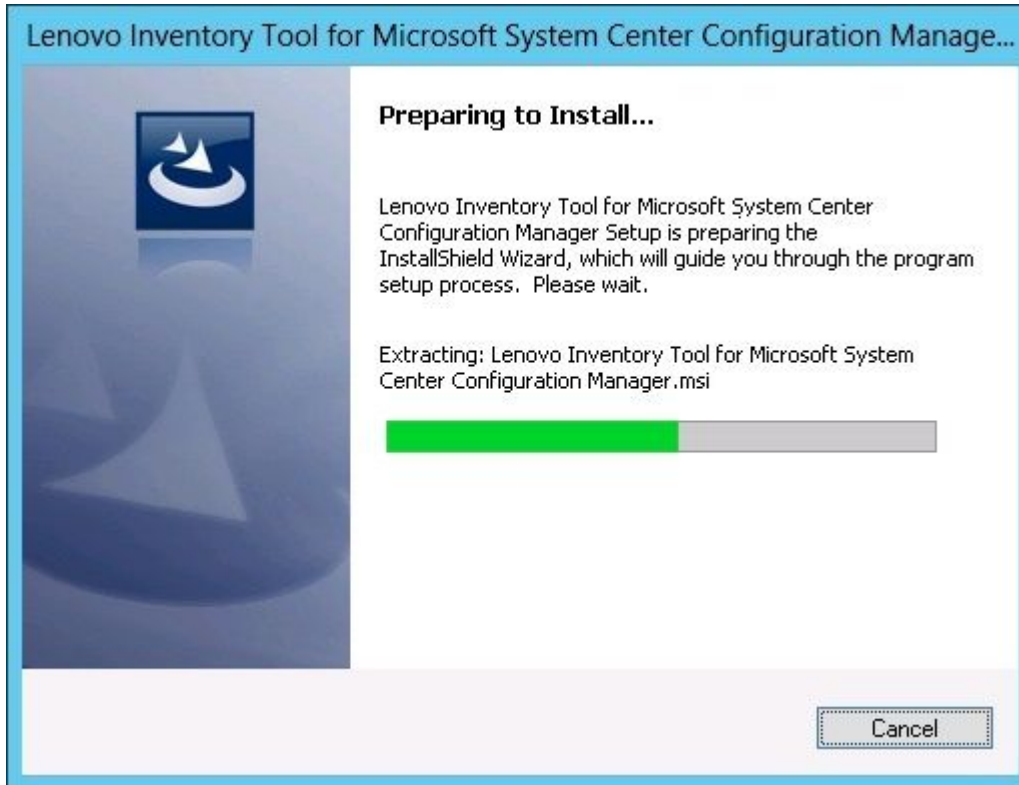 Lenovo Inventory Tool for Microsoft System Center Configuration Manage...
Preparing to Install...
Lenovo Inventory Tool for Microsoft System Center
Configuration Manager Setup is preparing the
InstallShield Wizard, which will guide you through the program
setup process.  Please wait.
Extracting: Lenovo Inventory Tool for Microsoft System
Center Configuration Manager.msi
Cancel